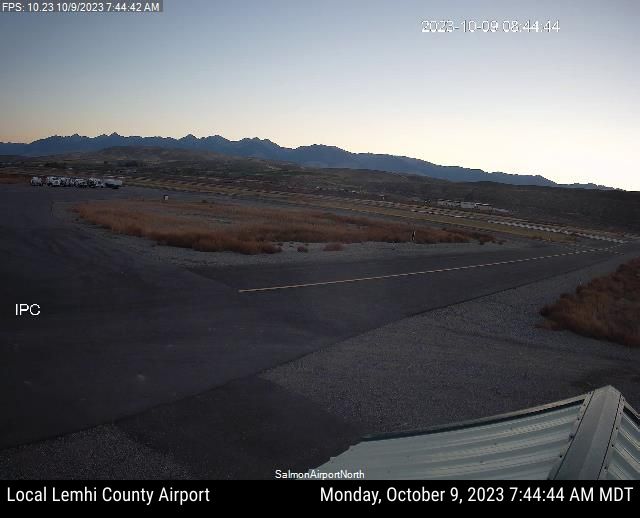 FPS: 10.23 10/9/2023 7:44:42 AM
2023-10-09 08:44:44
IPC
SalmonAirportNorth
Local Lemhi County Airport
Monday, October 9, 2023 7:44:44 AM MDT